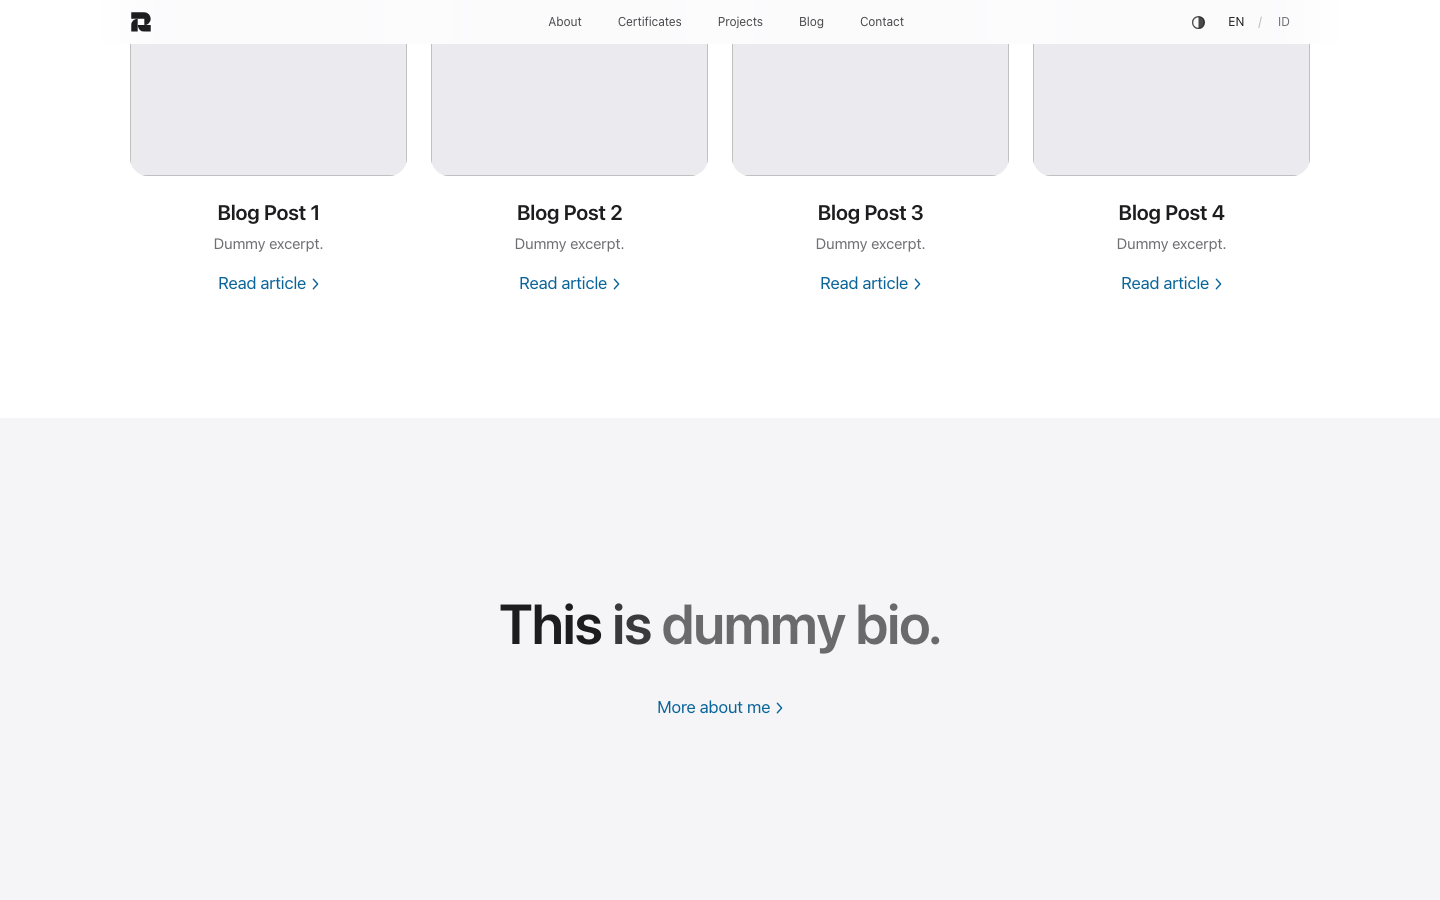 About Certificates Projects Blog Contact EN / ID
Blog Post 1 Blog Post 2 Blog Post 3 Blog Post 4
Dummy excerpt. Dummy excerpt. Dummy excerpt. Dummy excerpt.
Read article Read article Read article Read article
This is dummy bio.
More about me